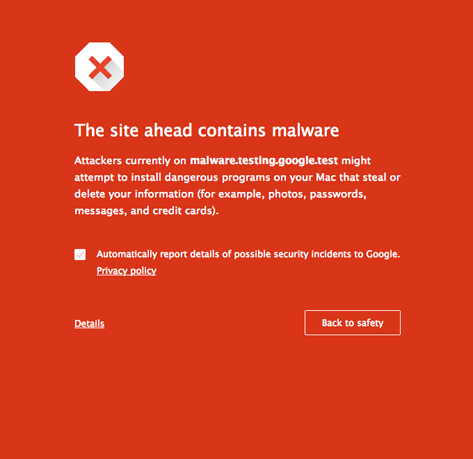 The site ahead contains malware
Attackers currently on malware.testing.google.test might
attempt to install dangerous programs on your Mac that steal or
delete your information (for example, photos, passwords,
messages, and credit cards).
Automatically report details of possible security incidents to Google.
Privacy policy
Details
Back to safety